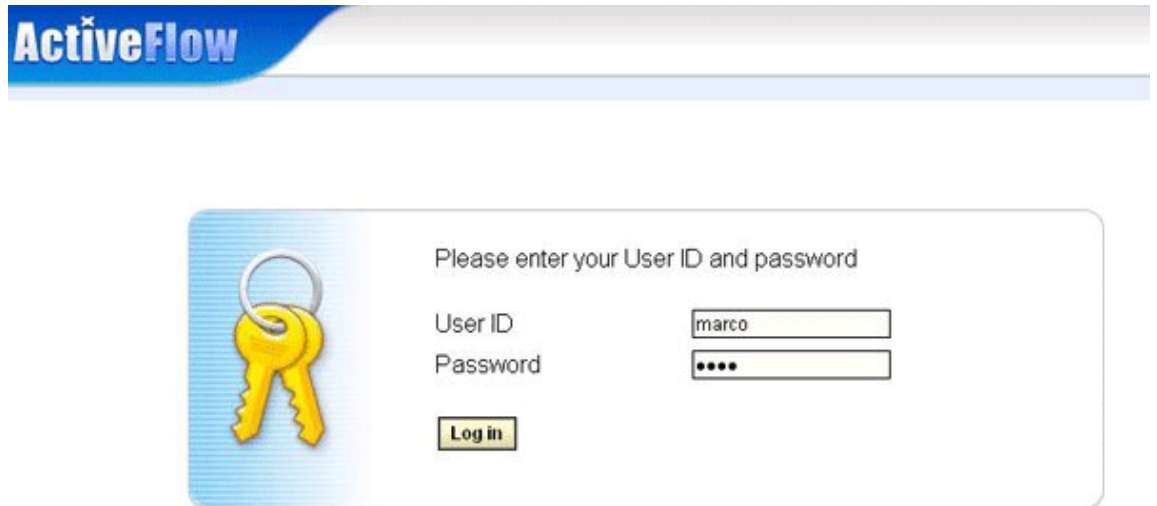 ActiveFlow
Please enter your User ID and password
User ID
marco
Password
••••
Log in